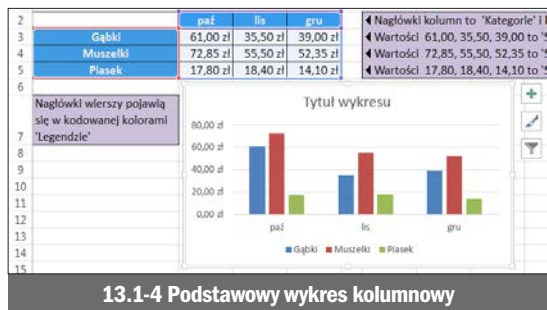 2 paź lis gru ◀ Nagłówki kolumn to 'Kategorie' i
3 Gąbki 61,00 zł 35,50 zł 39,00 zł ◀ Wartości 61,00, 35,50, 39,00 to
4 Muszelki 72,85 zł 55,50 zł 52,35 zł ◀ Wartości 72,85, 55,50, 52,35 to
5 Piasek 17,80 zł 18,40 zł 14,10 zł ◀ Wartości 17,80, 18,40, 14,10 to
6
Nagłówki wierszy pojawią
się w kodowanej kolorami
7 'Legendzie'
8
9
10
11
12
13
14
15
Tytuł wykresu
80,00 zł
60,00 zł
40,00 zł
20,00 zł
0,00 zł
paź lis gru
Gąbki Muszelki Piasek
13.1-4 Podstawowy wykres kolumnowy